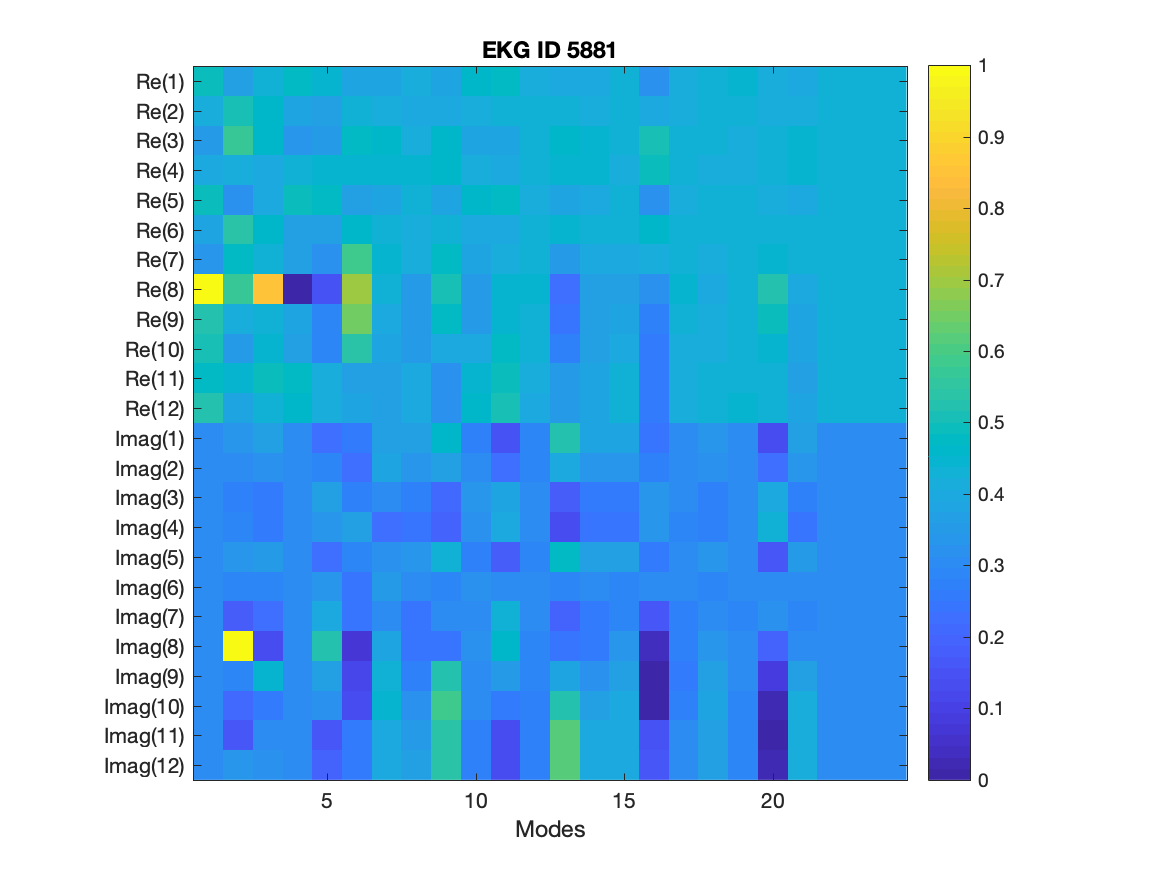 EKG ID 5881
Re(1)
Re(2)
Re(3)
Re(4)
Re(5)
Re(6)
Re(7)
Re(8)
Re(9)
Re(10)
Re(11)
Re(12)
Imag(1)
Imag(2)
Imag(3)
Imag(4)
Imag(5)
Imag(6)
Imag(7)
Imag(8)
Imag(9)
Imag(10)
Imag(11)
Imag(12)
5 10 15 20
Modes
1
0.9
0.8
0.7
0.6
0.5
0.4
0.3
0.2
0.1
0